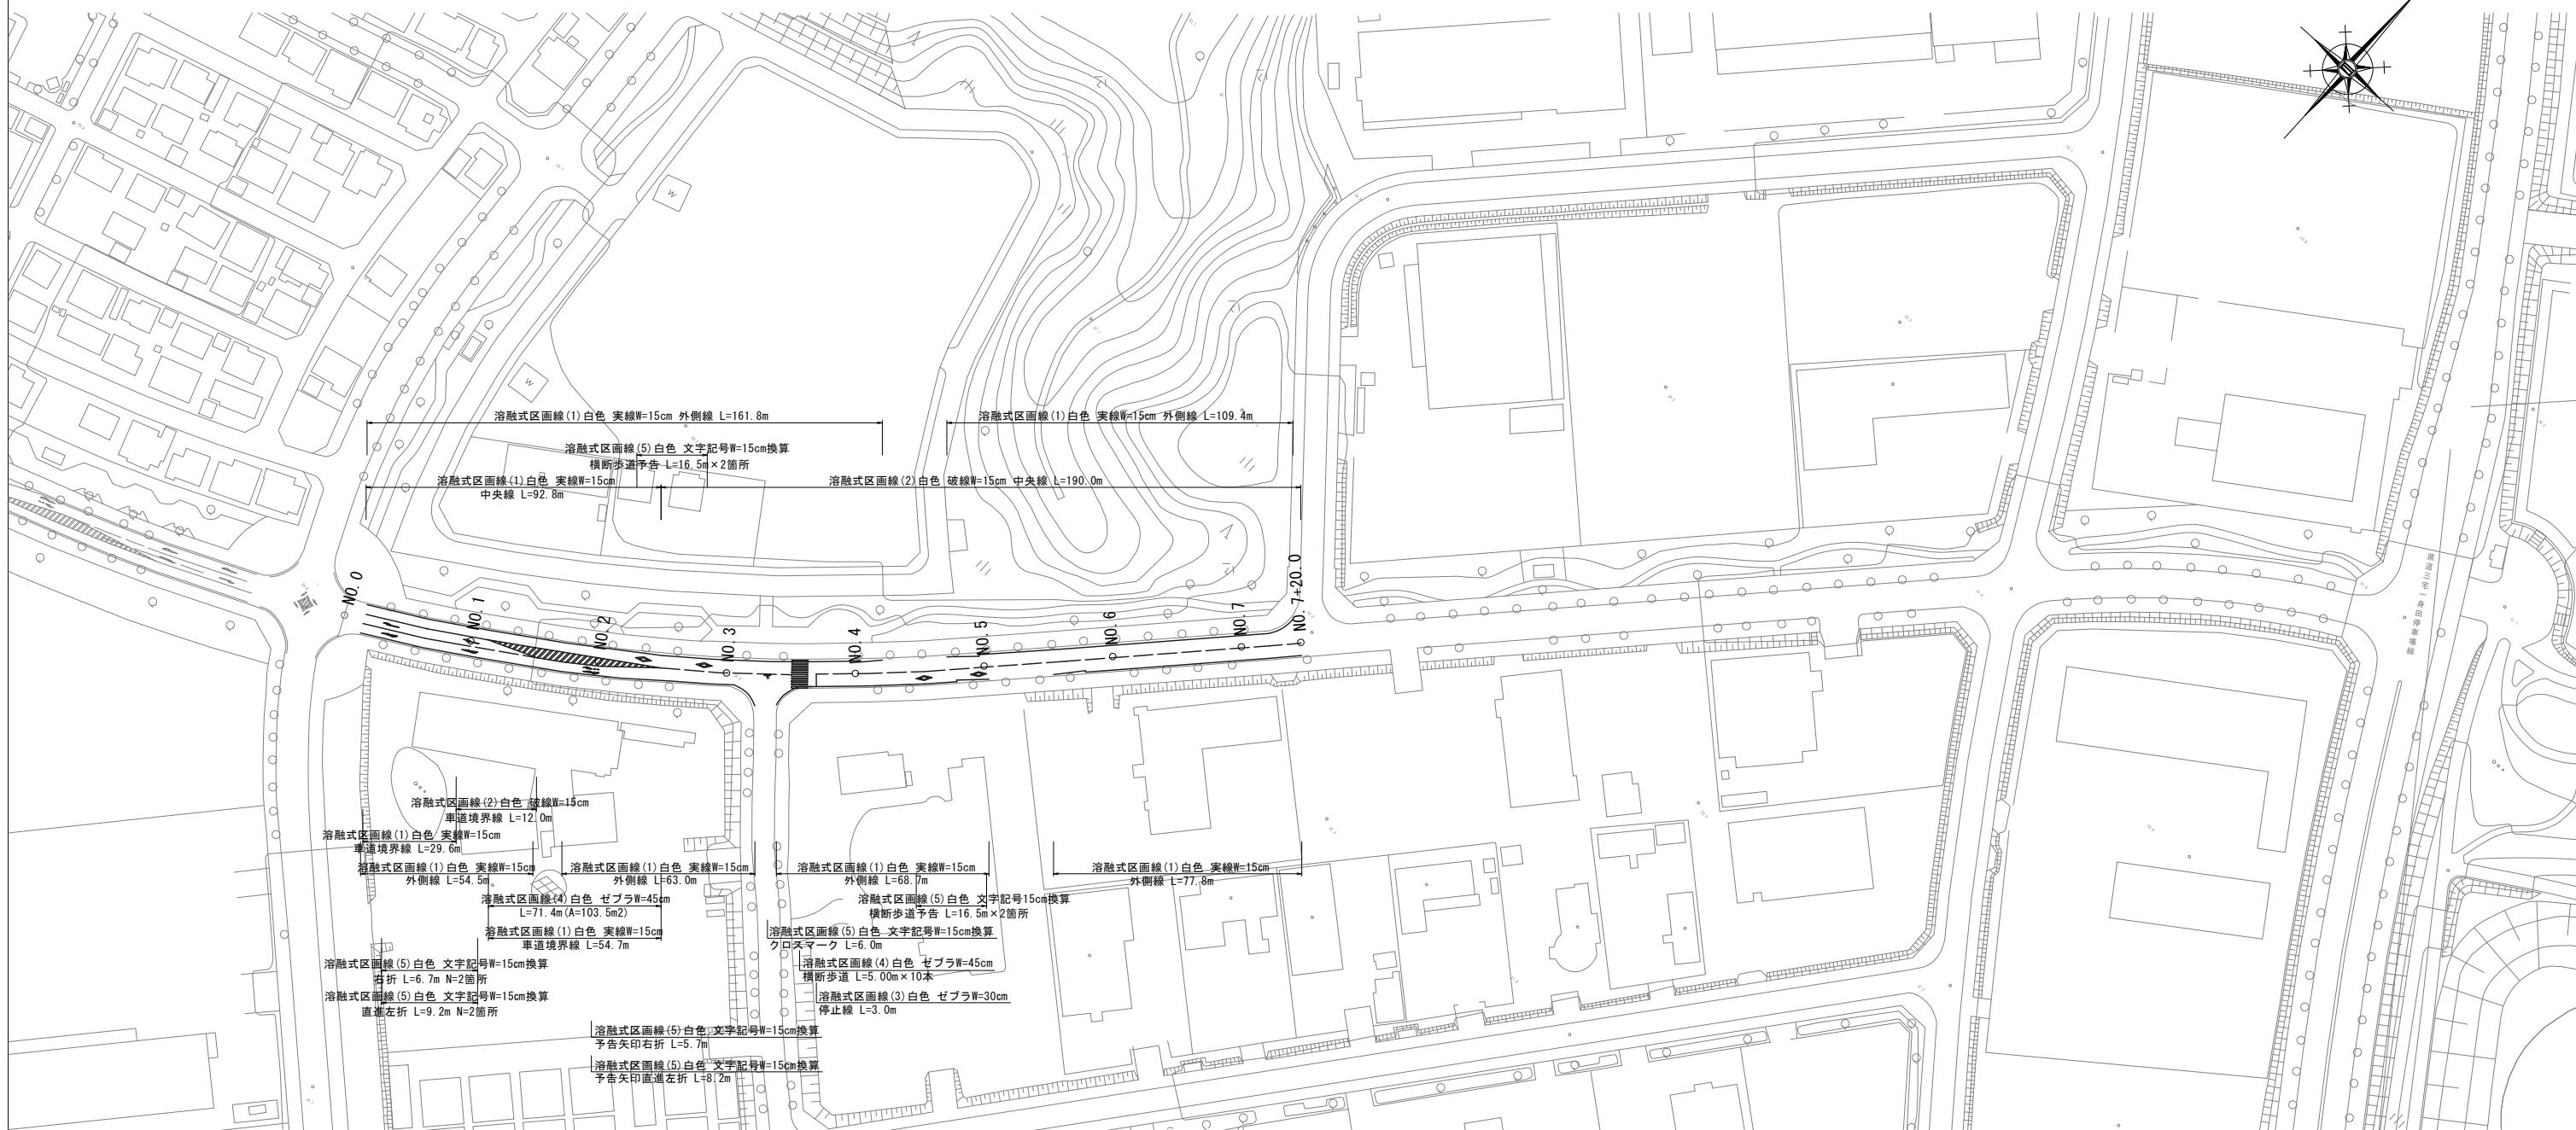 溶融式区画線(1)白色 実線W=15cm 外側線 L=161.8m
溶融式区画線(1)白色 実線W=15cm 外側線 L=109.4m
溶融式区画線(5)白色 文字記号W=15cm換算
横断歩道予告 L=16.5m×2箇所
溶融式区画線(1)白色 実線W=15cm
中央線 L=92.8m
溶融式区画線(2)白色 破線W=15cm 中央線 L=190.0m
W
W
NO.0
NO.1
NO.2
NO.3
NO.4
NO.5
NO.6
NO.7
NO.7+20.0
県道三宅一身田停車場線
溶融式区画線(2)白色 破線W=15cm
車道境界線 L=12.0m
溶融式区画線(1)白色 実線W=15cm
車道境界線 L=29.6m
溶融式区画線(1)白色 実線W=15cm
外側線 L=54.5m
溶融式区画線(1)白色 実線W=15cm
外側線 L=63.0m
溶融式区画線(1)白色 実線W=15cm
外側線 L=68.7m
溶融式区画線(1)白色 実線W=15cm
外側線 L=77.8m
溶融式区画線(4)白色 ゼブラW=45cm
L=71.4m(A=103.5m2)
溶融式区画線(5)白色 文字記号15cm換算
横断歩道予告 L=16.5m×2箇所
溶融式区画線(1)白色 実線W=15cm
車道境界線 L=54.7m
溶融式区画線(5)白色 文字記号W=15cm換算
クロスマーク L=6.0m
溶融式区画線(5)白色 文字記号W=15cm換算
右折 L=6.7m N=2箇所
溶融式区画線(4)白色 ゼブラW=45cm
横断歩道 L=5.00m×10本
溶融式区画線(5)白色 文字記号W=15cm換算
直進左折 L=9.2m N=2箇所
溶融式区画線(3)白色 ゼブラW=30cm
停止線 L=3.0m
溶融式区画線(5)白色 文字記号W=15cm換算
予告矢印右折 L=5.7m
溶融式区画線(5)白色 文字記号W=15cm換算
予告矢印直進左折 L=8.2m